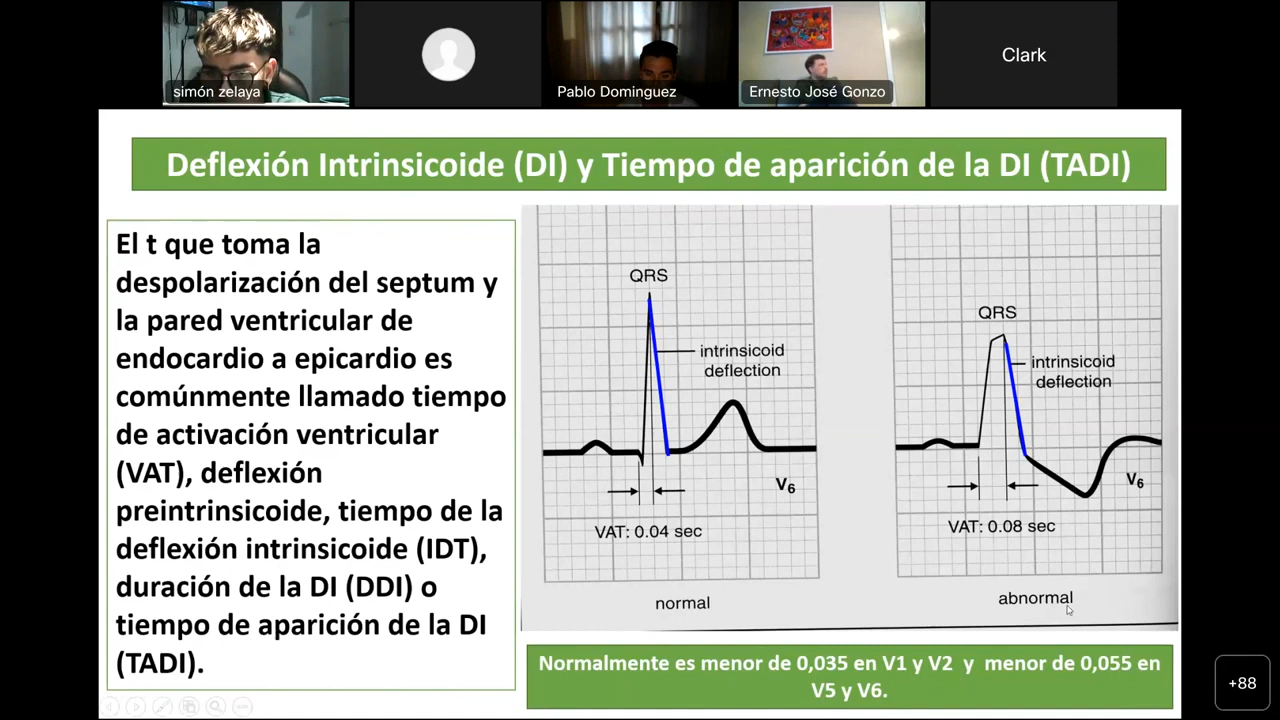 simón zelaya
Pablo Dominguez
Ernesto José Gonzo
Clark
Deflexión Intrinsicoide (DI) y Tiempo de aparición de la DI (TADI)
El t que toma la
despolarización del septum y
la pared ventricular de
endocardio a epicardio es
comúnmente llamado tiempo
de activación ventricular
(VAT), deflexión
preintrinsicoide, tiempo de la
deflexión intrinsicoide (IDT),
duración de la DI (DDI) o
tiempo de aparición de la DI
(TADI).
QRS
intrinsicoid
deflection
V6
VAT: 0.04 sec
normal
QRS
intrinsicoid
deflection
V6
VAT: 0.08 sec
abnormal
Normalmente es menor de 0,035 en V1 y V2 y menor de 0,055 en
V5 y V6.
+88